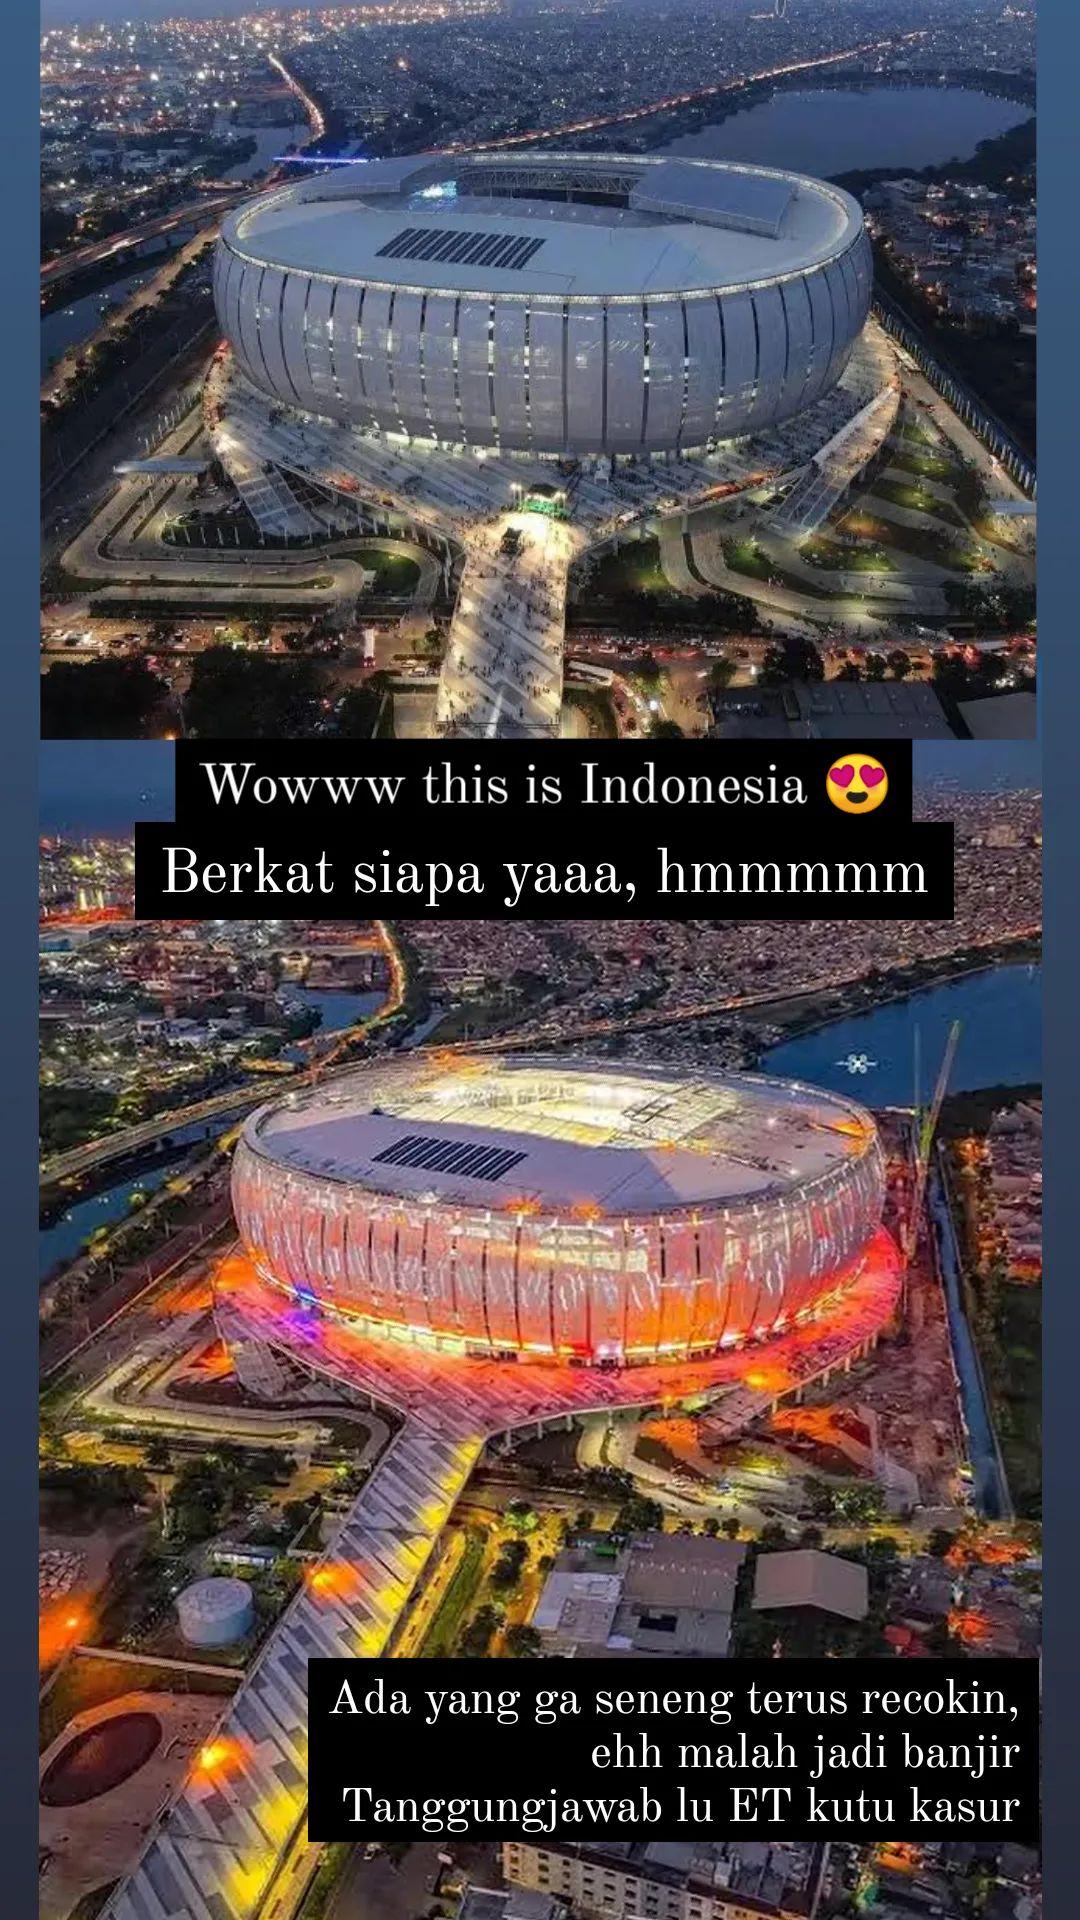 Wowww this is Indonesia 😍
Berkat siapa yaaa, hmmmmm
Ada yang ga seneng terus recokin,
ehh malah jadi banjir
Tanggungjawab lu ET kutu kasur